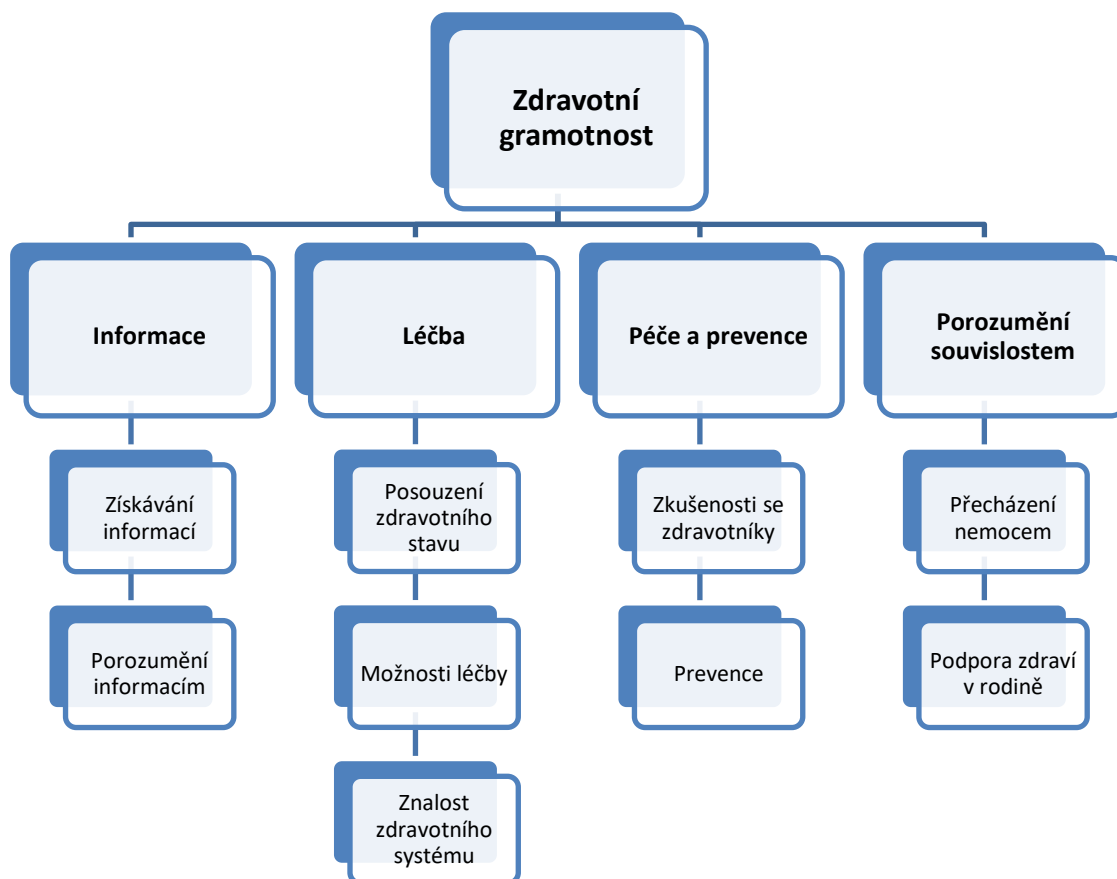 Zdravotní
gramotnost
Informace
Léčba
Péče a prevence
Porozumění
souvislostem
Získávání
informací
Posouzení
zdravotního
stavu
Zkušenosti se
zdravotníky
Přecházení
nemocem
Porozumění
informacím
Možnosti léčby
Prevence
Podpora zdraví
v rodině
Znalost
zdravotního
systému